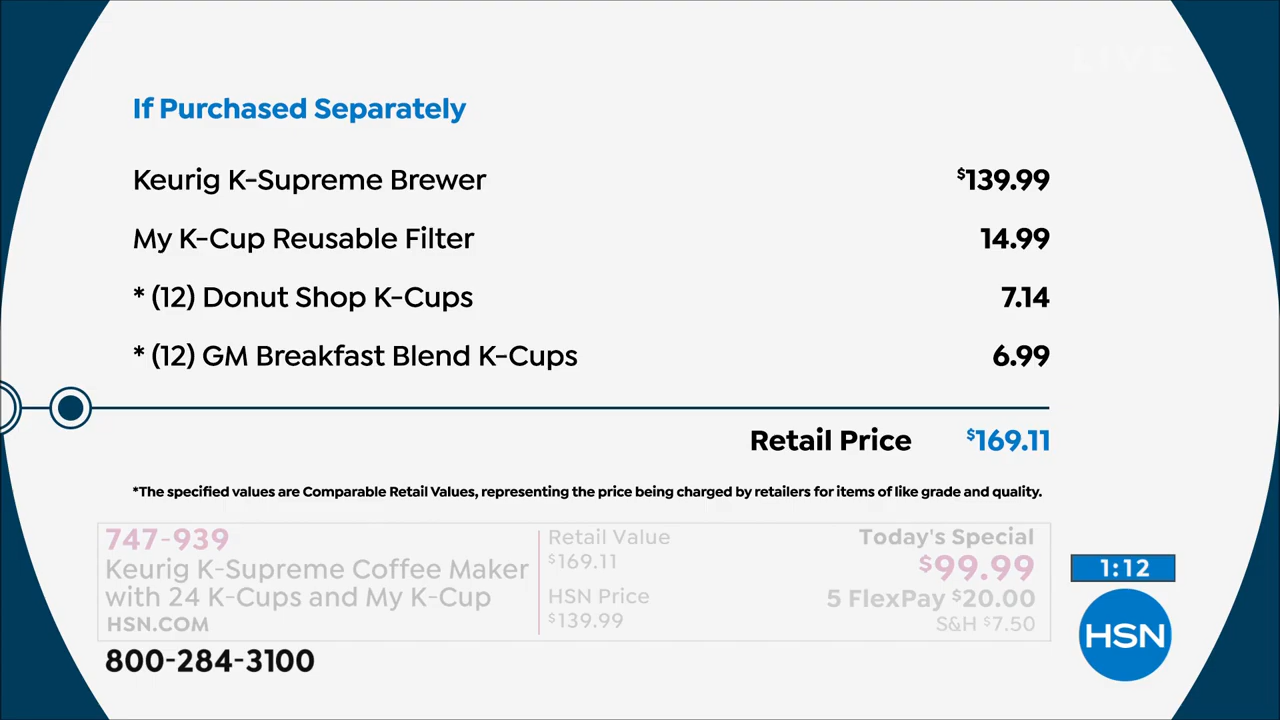 LIVE
If Purchased Separately
Keurig K-Supreme Brewer $139.99
My K-Cup Reusable Filter 14.99
* (12) Donut Shop K-Cups 7.14
* (12) GM Breakfast Blend K-Cups 6.99
Retail Price $169.11
*The specified values are Comparable Retail Values, representing the price being charged by retailers for items of like grade and quality.
747-939
Keurig K-Supreme Coffee Maker
with 24 K-Cups and My K-Cup
HSN.COM
Retail Value
$169.11
HSN Price
$139.99
Today's Special
$99.99
5 FlexPay $20.00
S&H $7.50
800-284-3100
1:12
HSN